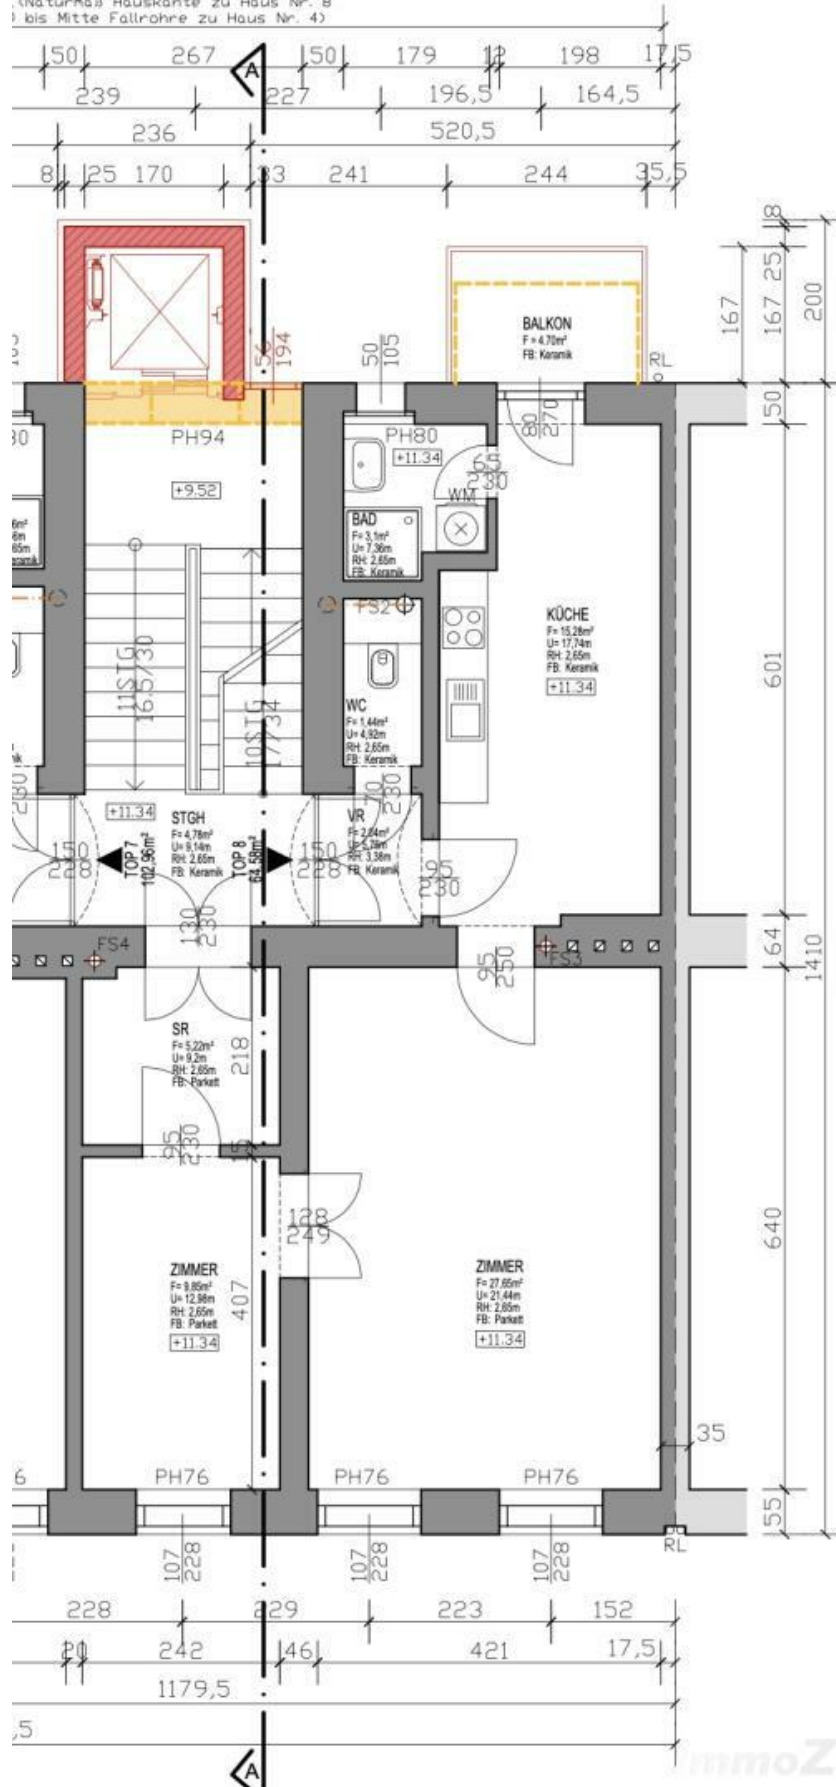 (Naturmaß Hauskante zu Haus Nr. 8
bis Mitte Fallrohre zu Haus Nr. 4)
50 267 50 179 12 198 17,5
A
239 227 196,5 164,5
236 520,5
8 25 170 33 241 244 35,5
8
25
167 167 200
BALKON
F = 4.70m²
FB: Keramik
56
194
50
105
RL
50
PH94
+9.52
PH80
+11.34
80
270
65
230
WM
BAD
F= 3,1m²
U= 7,36m
RH: 2,65m
FB: Keramik
FS2
KÜCHE
F= 15,28m²
U= 17,74m
RH: 2,65m
FB: Keramik
+11.34
601
11STG
16.5/30
10STG
17/34
WC
F= 1,44m²
U= 4,92m
RH: 2,65m
FB: Keramik
230
70
230
+11.34
STGH
F= 4,78m²
U= 9,14m
RH: 2,65m
FB: Keramik
VR
F= 2,04m²
U= 5,78m
RH: 3,38m
FB: Keramik
150
228
TOP 7
102,96m²
TOP 8
64,58m²
150
228
95
230
130
230
FS4
95
250
FS3
64
1410
SR
F= 5,22m²
U= 9,2m
RH: 2,65m
FB: Parkett
218
95
230
15
128
249
ZIMMER
F= 9,85m²
U= 12,98m
RH: 2,65m
FB: Parkett
+11.34
407
ZIMMER
F= 27,65m²
U= 21,44m
RH: 2,65m
FB: Parkett
+11.34
640
35
6 PH76 PH76 PH76
55
RL
107
228
107
228
107
228
228 229 223 152
20 242 46 421 17,5
1179,5
,5
A
immoZ